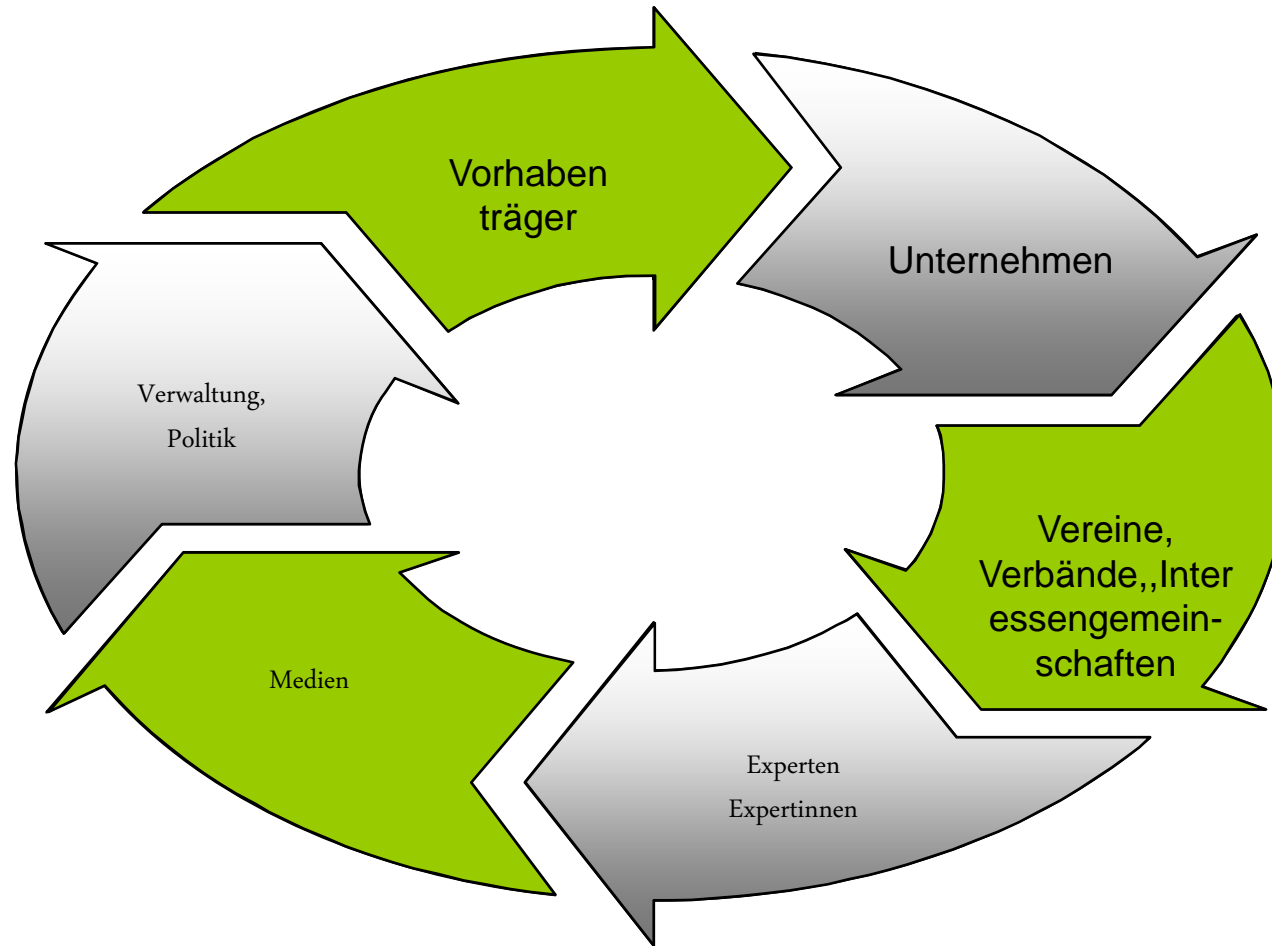 Vorhaben
träger
Unternehmen
Vereine,
Verbände,,Inter
essengemein-
schaften
Experten
Expertinnen
Medien
Verwaltung,
Politik